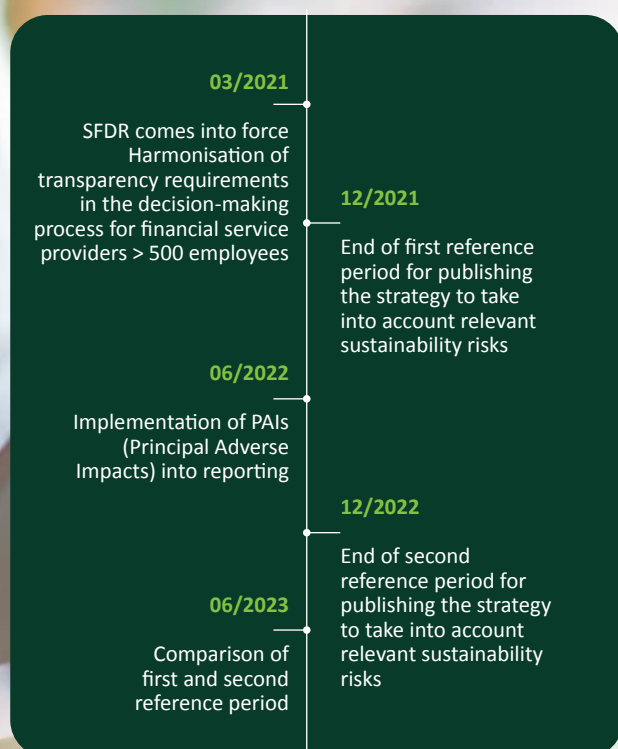 03/2021
SFDR comes into force
Harmonisation of
transparency requirements
in the decision-making
process for financial service
providers > 500 employees
12/2021
End of first reference
period for publishing
the strategy to take
into account relevant
sustainability risks
06/2022
Implementation of PAIs
(Principal Adverse
Impacts) into reporting
12/2022
End of second
reference period for
publishing the strategy
to take into account
relevant sustainability
risks
06/2023
Comparison of
first and second
reference period